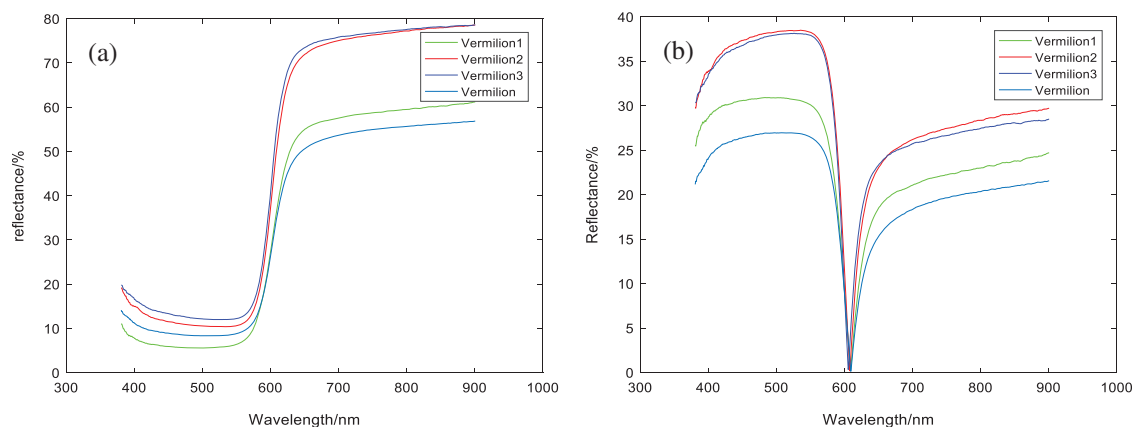 (a)
Vermilion1
Vermilion2
Vermilion3
Vermilion
reflectance/%
80
70
60
50
40
30
20
10
0
300 400 500 600 700 800 900 1000
Wavelength/nm
(b)
Vermilion1
Vermilion2
Vermilion3
Vermilion
Reflectance/%
40
35
30
25
20
15
10
5
0
300 400 500 600 700 800 900 1000
Wavelength/nm